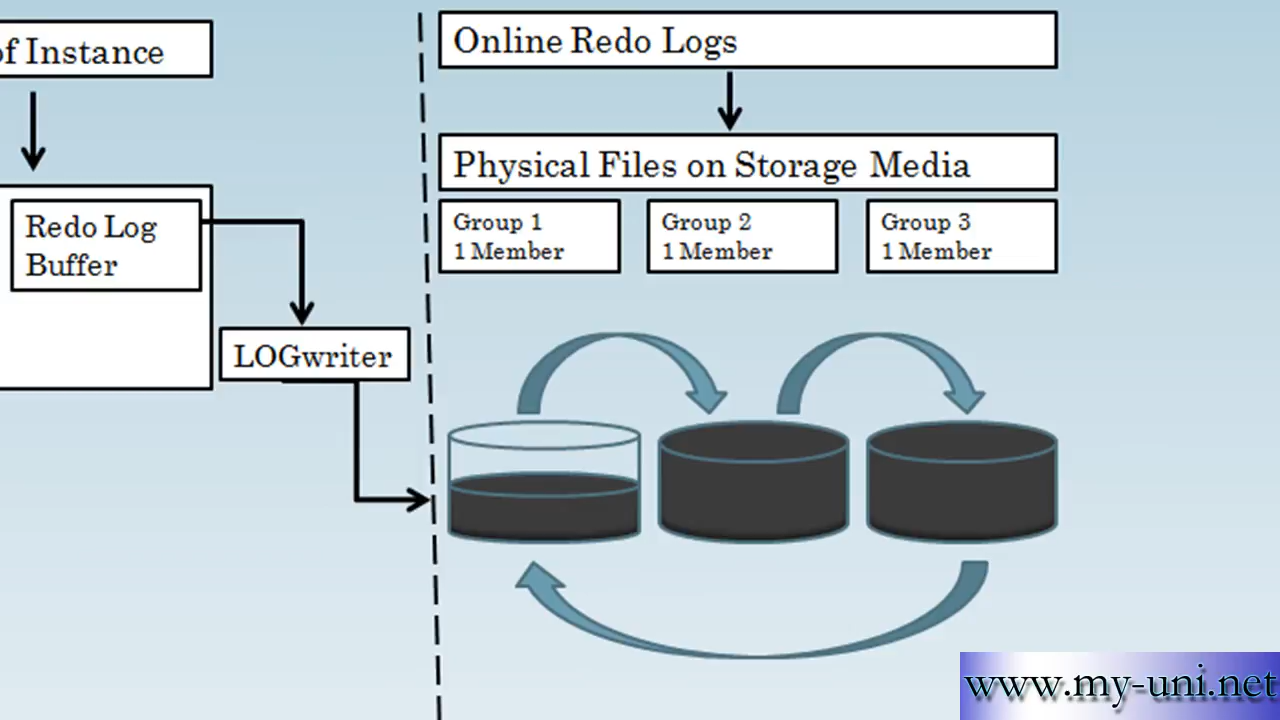 of Instance
Redo Log
Buffer
LOGwriter
Online Redo Logs
Physical Files on Storage Media
Group 1
1 Member
Group 2
1 Member
Group 3
1 Member
www.my-uni.net